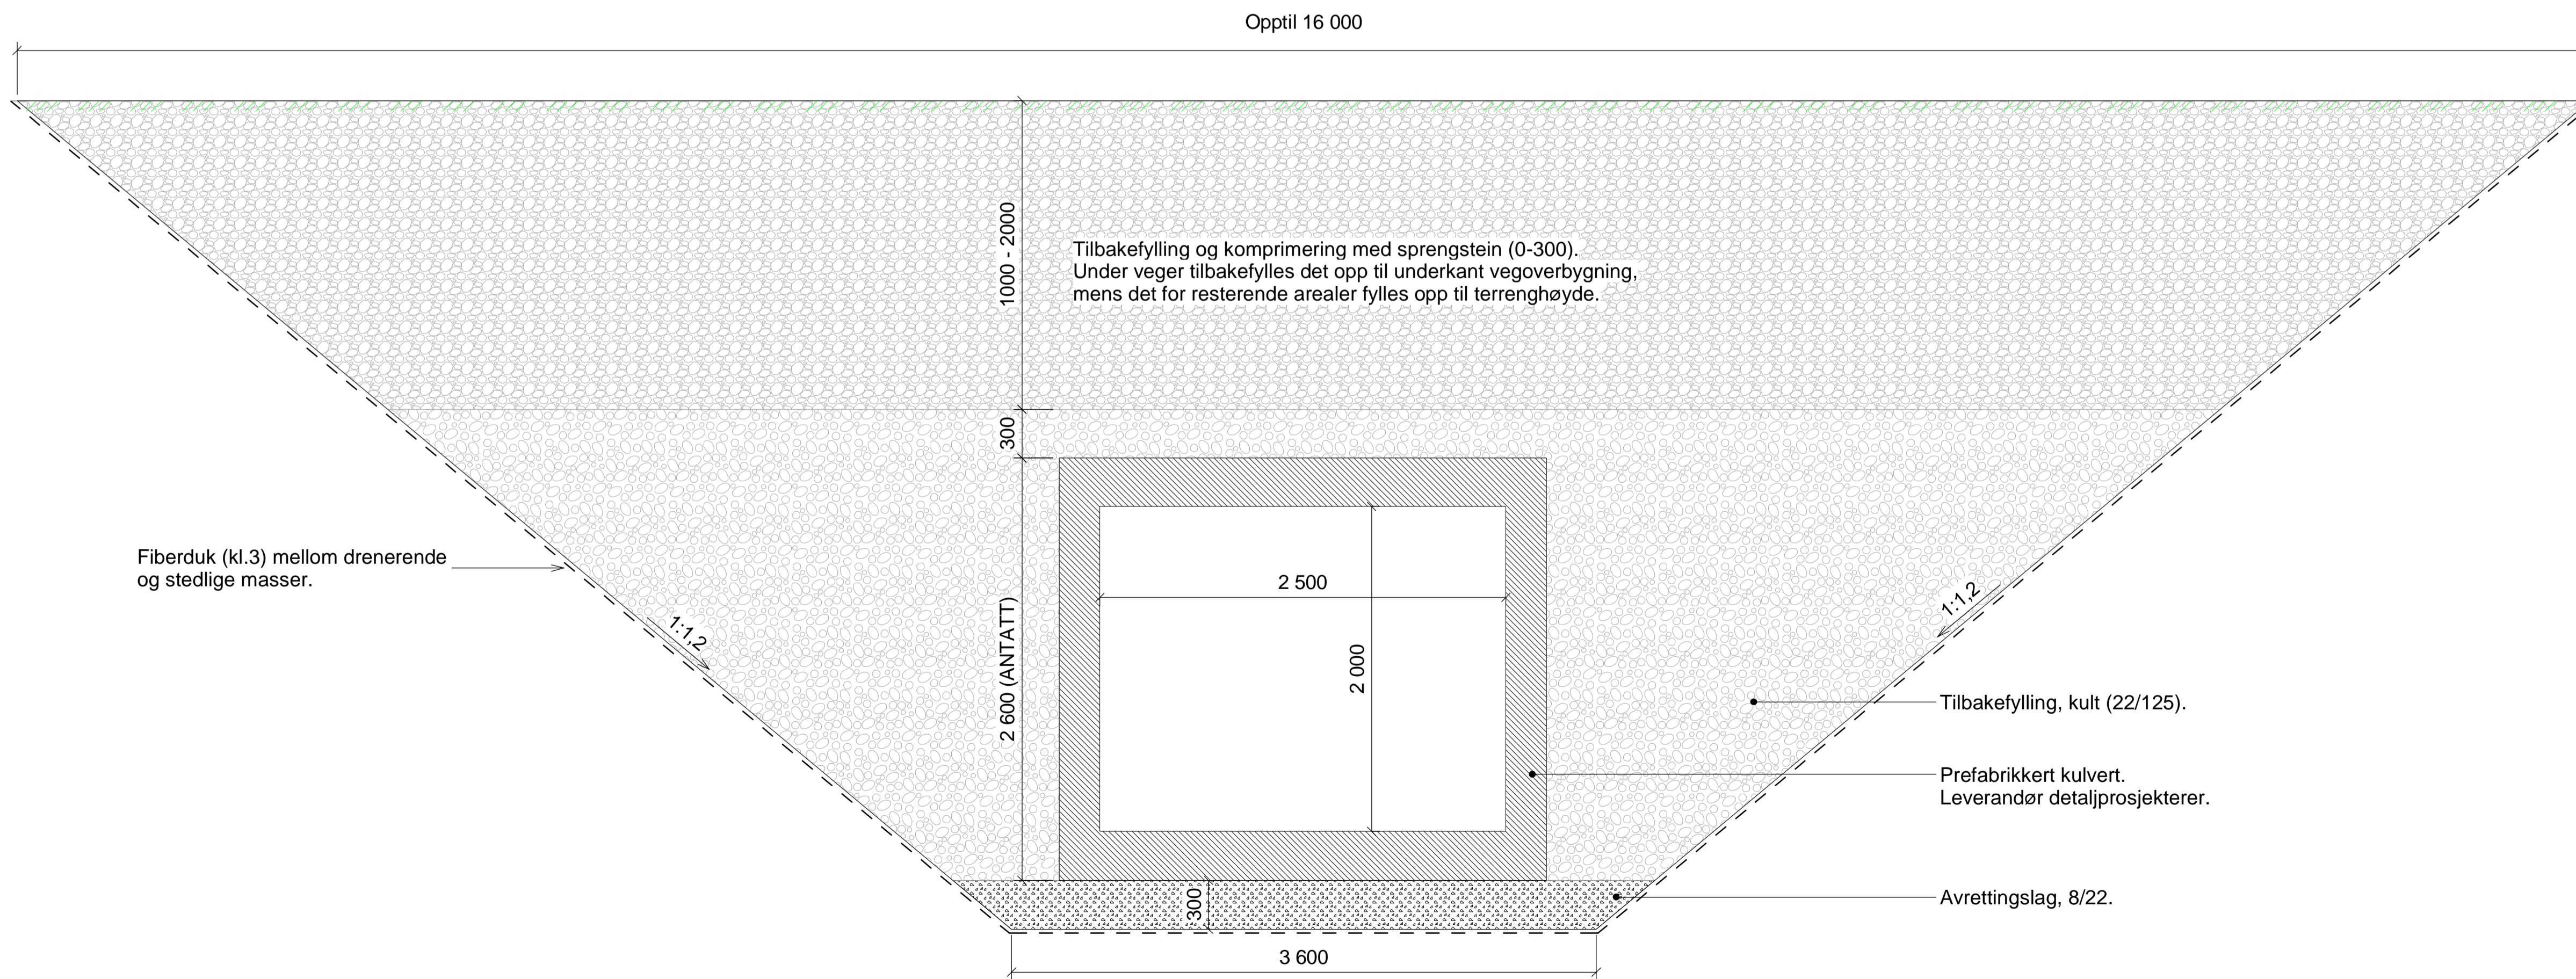 Opptil 16 000
1000 - 2000
Tilbakefylling og komprimering med sprengstein (0-300).
Under veger tilbakefylles det opp til underkant vegoverbygning,
mens det for resterende arealer fylles opp til terrenghøyde.
300
Fiberduk (kl.3) mellom drenerende
og stedlige masser.
1:1,2
2 600 (ANTATT)
2 500
2 000
1:1,2
Tilbakefylling, kult (22/125).
Prefabrikkert kulvert.
Leverandør detaljprosjekterer.
300
Avrettingslag, 8/22.
3 600